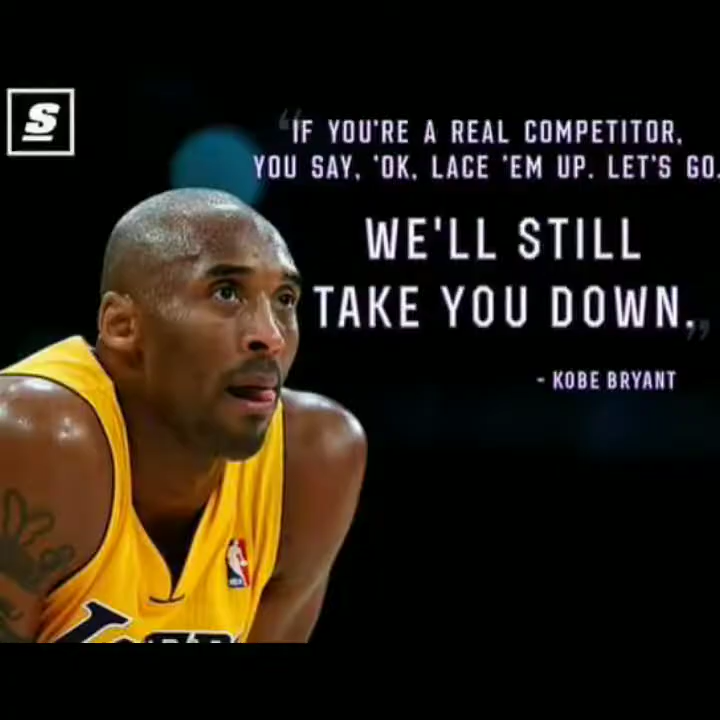 S
“IF YOU'RE A REAL COMPETITOR,
YOU SAY, 'OK, LACE 'EM UP. LET'S GO.
WE'LL STILL
TAKE YOU DOWN.”
- KOBE BRYANT